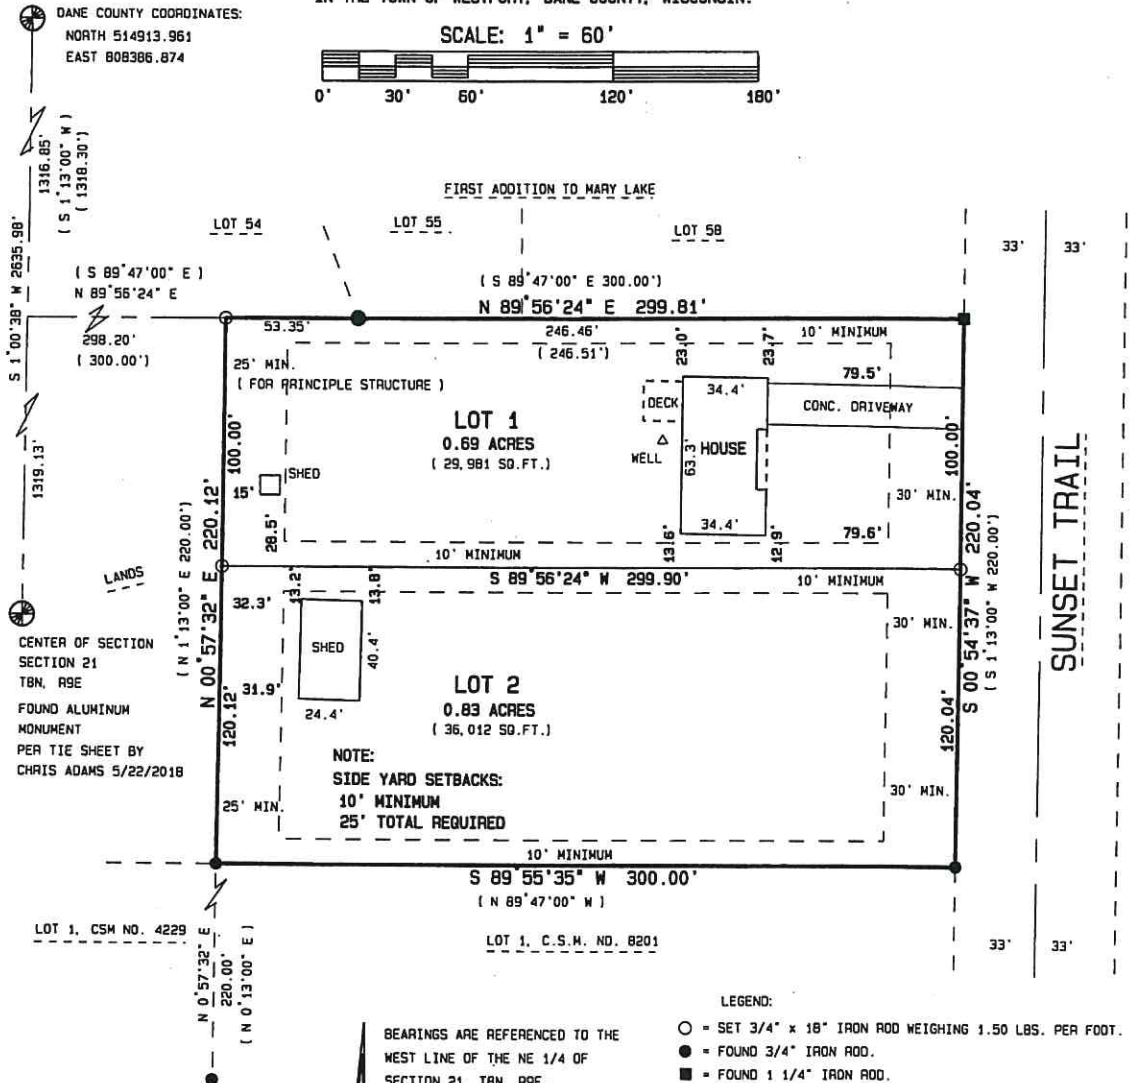 IN THE TOWN OF WESTPORT, DANE COUNTY, WISCONSIN.
DANE COUNTY COORDINATES:
NORTH 514913.961
EAST 808386.874
SCALE: 1" = 60'
0' 30' 60' 120' 180'
1316.85'
( S 1°13'00" W )
( 1318.30')
S 1°00'38" W 2635.98'
1319.13'
FIRST ADDITION TO MARY LAKE
LOT 54
LOT 55
LOT 58
33' 33'
( S 89°47'00" E )
N 89°56'24" E
298.20'
( 300.00')
( S 89°47'00" E 300.00')
N 89°56'24" E 299.81'
53.35'
246.46'
( 246.51')
10' MINIMUM
25' MIN.
( FOR PRINCIPLE STRUCTURE )
23.0'
23.7'
79.5'
34.4'
DECK
CONC. DRIVEWAY
WELL
63.3'
HOUSE
LOT 1
0.69 ACRES
( 29,981 SQ.FT.)
100.00'
100.00'
SHED
15'
28.5'
30' MIN.
34.4'
79.6'
13.6'
12.9'
10' MINIMUM
S 89°56'24" W 299.90'
10' MINIMUM
( N 1°13'00" E 220.00')
N 00°57'32" E 220.12'
S 00°54'37" W 220.04'
( S 1°13'00" W 220.00')
SUNSET TRAIL
LANDS
CENTER OF SECTION
SECTION 21
T8N, R9E
FOUND ALUMINUM
MONUMENT
PER TIE SHEET BY
CHRIS ADAMS 5/22/2018
32.3'
13.2'
13.8'
SHED
40.4'
31.9'
24.4'
30' MIN.
LOT 2
0.83 ACRES
( 36,012 SQ.FT.)
120.12'
120.04'
NOTE:
SIDE YARD SETBACKS:
10' MINIMUM
25' TOTAL REQUIRED
25' MIN.
30' MIN.
10' MINIMUM
S 89°55'35" W 300.00'
( N 89°47'00" W )
LOT 1, CSM NO. 4229
LOT 1, C.S.M. NO. 8201
33' 33'
N 0°57'32" E
220.00'
( N 0°13'00" E )
BEARINGS ARE REFERENCED TO THE
WEST LINE OF THE NE 1/4 OF
SECTION 21, T8N, R9E
LEGEND:
= SET 3/4" x 18" IRON ROD WEIGHING 1.50 LBS. PER FOOT.
= FOUND 3/4" IRON ROD.
= FOUND 1 1/4" IRON ROD.